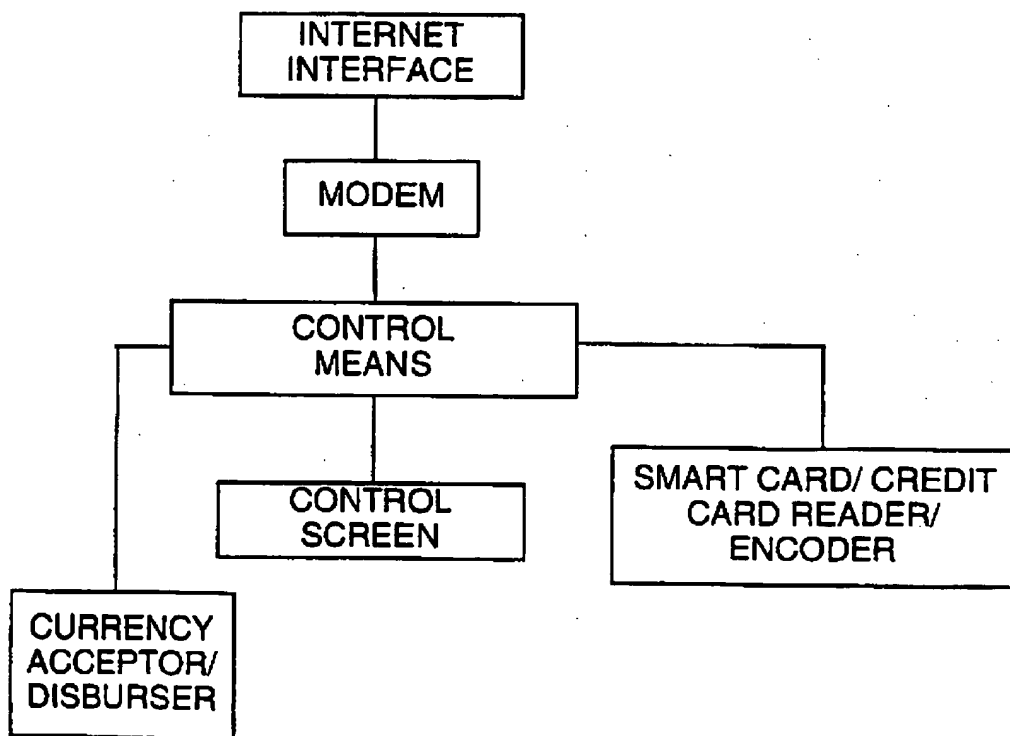 INTERNET
INTERFACE
MODEM
CONTROL
MEANS
CONTROL
SCREEN
SMART CARD/ CREDIT
CARD READER/
ENCODER
CURRENCY
ACCEPTOR/
DISBURSER